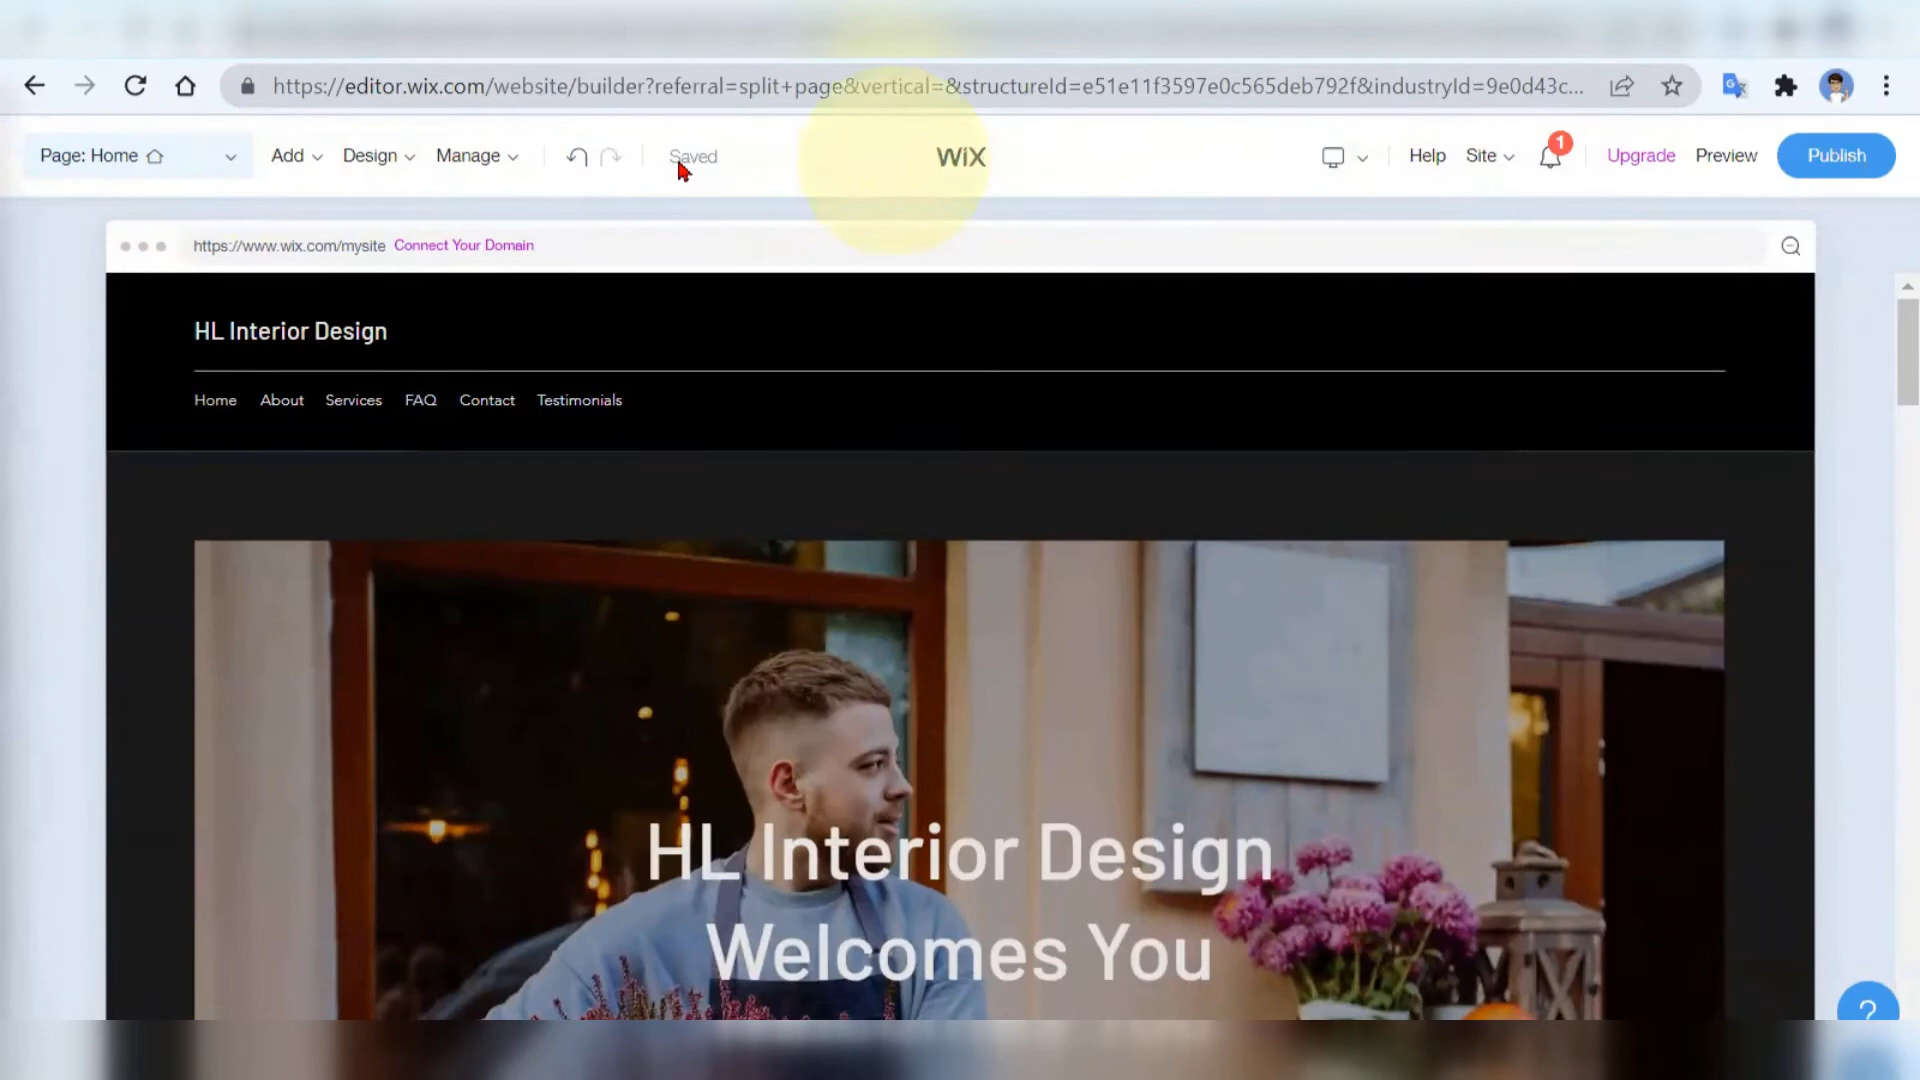 https://editor.wix.com/website/builder?referral=split+page&vertical=&structureId=e51e11f3597e0c565deb792f&industryId=9e0d43c...
Page: Home Add Design Manage Saved WiX Help Site 1 Upgrade Preview Publish
https://www.wix.com/mysite Connect Your Domain
HL Interior Design
Home About Services FAQ Contact Testimonials
HL Interior Design
Welcomes You
?